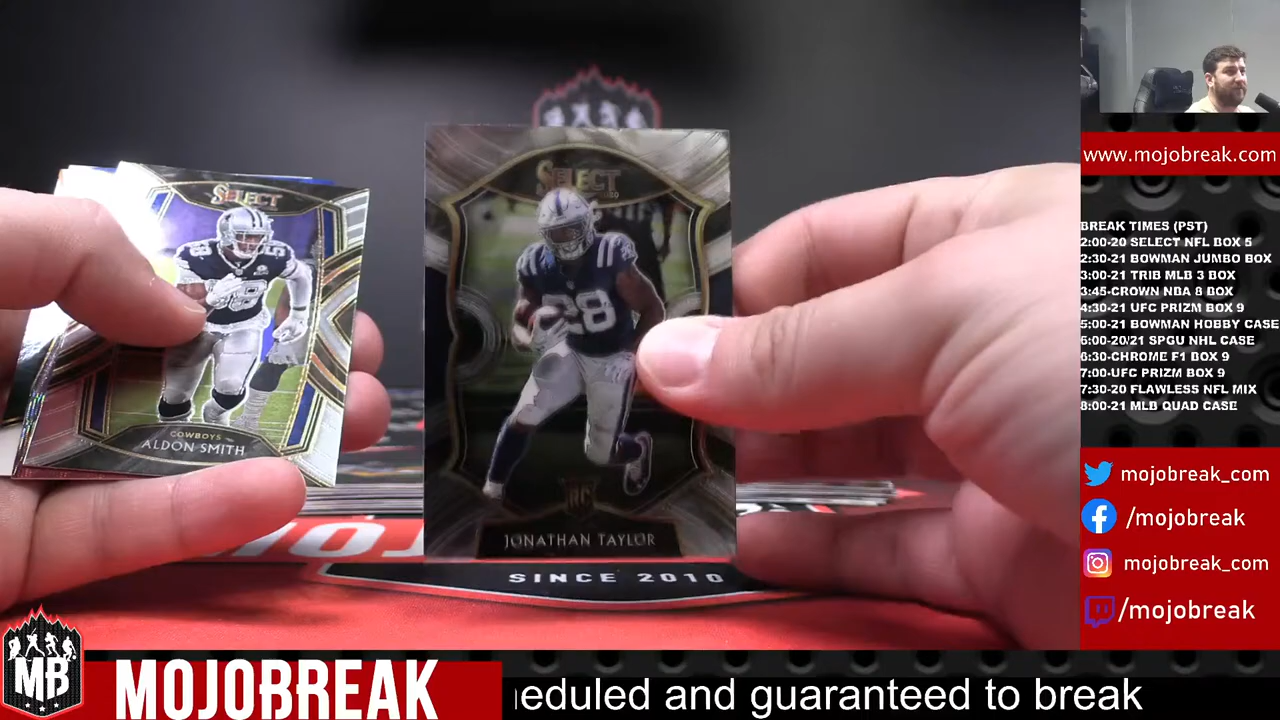 SELECT
58
COWBOYS
ALDON SMITH
SELECT
28
RC
JONATHAN TAYLOR
SINCE 2010
www.mojobreak.com
BREAK TIMES (PST)
2:00-20 SELECT NFL BOX 5
2:30-21 BOWMAN JUMBO BOX
3:00-21 TRIB MLB 3 BOX
3:45-CROWN NBA 8 BOX
4:30-21 UFC PRIZM BOX 9
5:00-21 BOWMAN HOBBY CASE
6:00-20/21 SPGU NHL CASE
6:30-CHROME F1 BOX 9
7:00-UFC PRIZM BOX 9
7:30-20 FLAWLESS NFL MIX
8:00-21 MLB QUAD CASE
mojobreak_com
/mojobreak
mojobreak_com
/mojobreak
MB
MOJOBREAK
eduled and guaranteed to break